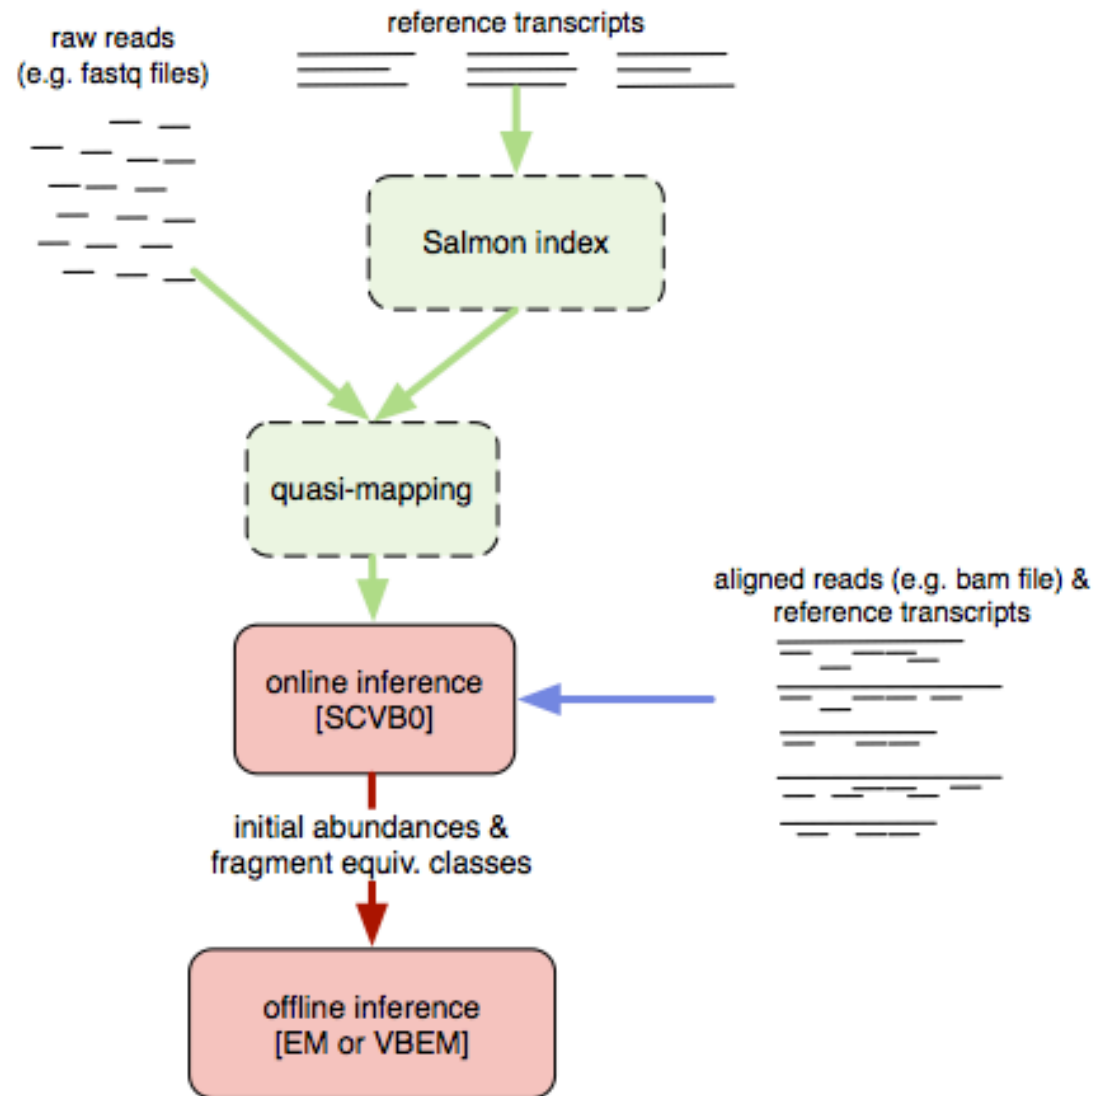 raw reads
(e.g. fastq files)
reference transcripts
Salmon index
quasi-mapping
aligned reads (e.g. bam file) &
reference transcripts
online inference
[SCVB0]
initial abundances &
fragment equiv. classes
offline inference
[EM or VBEM]